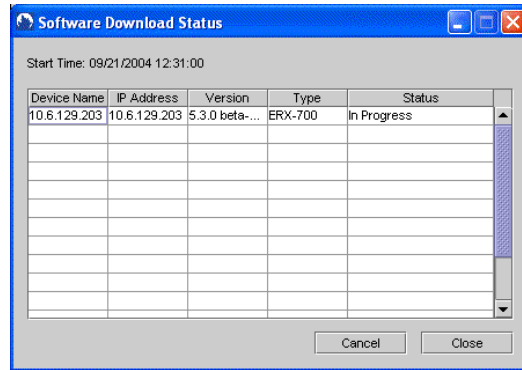 Software Download Status
Start Time: 09/21/2004 12:31:00
Device Name IP Address Version Type Status
10.6.129.203 10.6.129.203 5.3.0 beta-... ERX-700 In Progress
Cancel Close